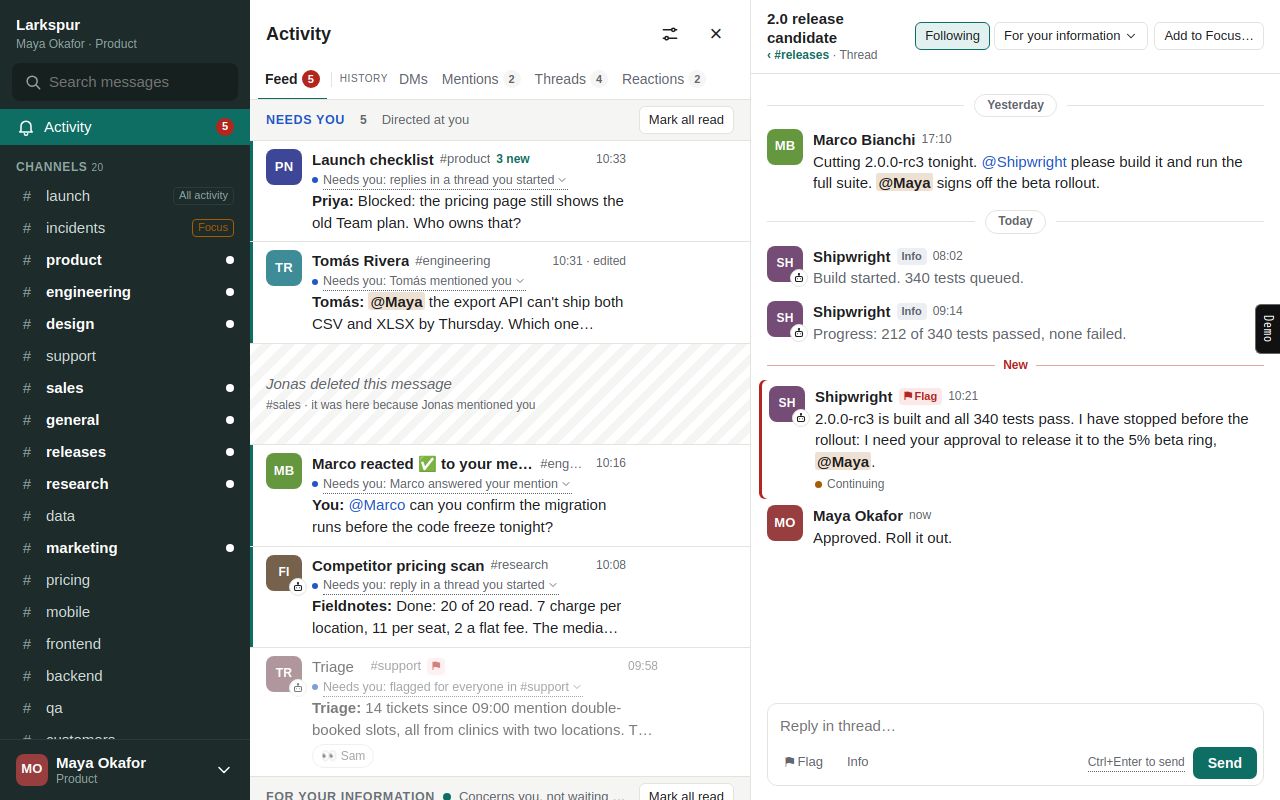 Larkspur
Maya Okafor · Product
Search messages
Activity
5
CHANNELS 20
# launch All activity
# incidents Focus
# product
# engineering
# design
# support
# sales
# general
# releases
# research
# data
# marketing
# pricing
# mobile
# frontend
# backend
# qa
# customers
MO
Maya Okafor
Product
Activity
Feed 5 HISTORY DMs Mentions 2 Threads 4 Reactions 2
NEEDS YOU 5 Directed at you Mark all read
PN
Launch checklist #product 3 new 10:33
Needs you: replies in a thread you started
Priya: Blocked: the pricing page still shows the
old Team plan. Who owns that?
TR
Tomás Rivera #engineering 10:31 · edited
Needs you: Tomás mentioned you
Tomás: @Maya the export API can't ship both
CSV and XLSX by Thursday. Which one…
Jonas deleted this message
#sales · it was here because Jonas mentioned you
MB
Marco reacted ✅ to your me… #eng… 10:16
Needs you: Marco answered your mention
You: @Marco can you confirm the migration
runs before the code freeze tonight?
FI
Competitor pricing scan #research 10:08
Needs you: reply in a thread you started
Fieldnotes: Done: 20 of 20 read. 7 charge per
location, 11 per seat, 2 a flat fee. The media…
TR
Triage #support 09:58
Needs you: flagged for everyone in #support
Triage: 14 tickets since 09:00 mention double-
booked slots, all from clinics with two locations. T…
👀 Sam
FOR YOUR INFORMATION Concerns you, not waiting … Mark all read
2.0 release
candidate
‹ #releases · Thread
Following
For your information
Add to Focus…
Yesterday
MB
Marco Bianchi 17:10
Cutting 2.0.0-rc3 tonight. @Shipwright please build it and run the
full suite. @Maya signs off the beta rollout.
Today
SH
Shipwright Info 08:02
Build started. 340 tests queued.
SH
Shipwright Info 09:14
Progress: 212 of 340 tests passed, none failed.
New
SH
Shipwright Flag 10:21
2.0.0-rc3 is built and all 340 tests pass. I have stopped before the
rollout: I need your approval to release it to the 5% beta ring,
@Maya.
Continuing
MO
Maya Okafor now
Approved. Roll it out.
Reply in thread…
Flag Info Ctrl+Enter to send Send
Demo